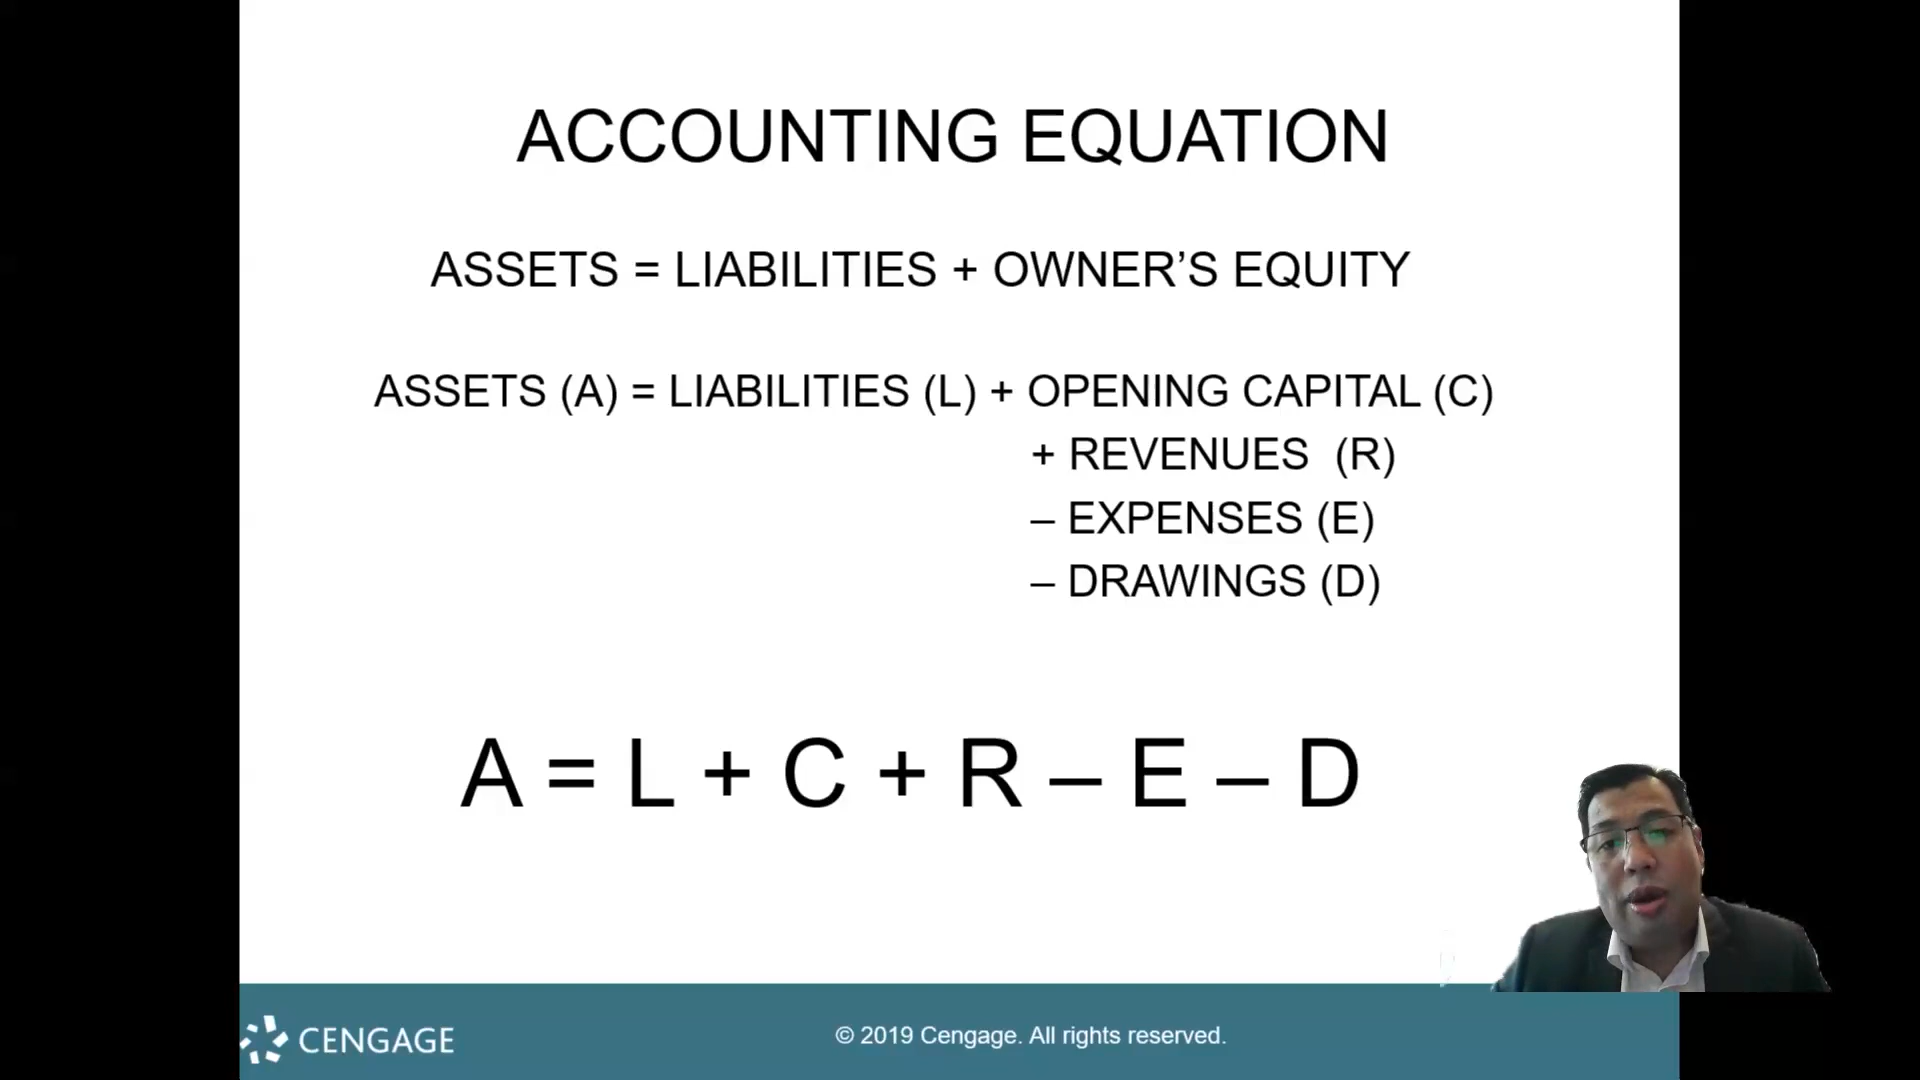 ACCOUNTING EQUATION
ASSETS = LIABILITIES + OWNER’S EQUITY
ASSETS (A) = LIABILITIES (L) + OPENING CAPITAL (C)
+ REVENUES (R)
– EXPENSES (E)
– DRAWINGS (D)
A = L + C + R – E – D
CENGAGE
© 2019 Cengage. All rights reserved.